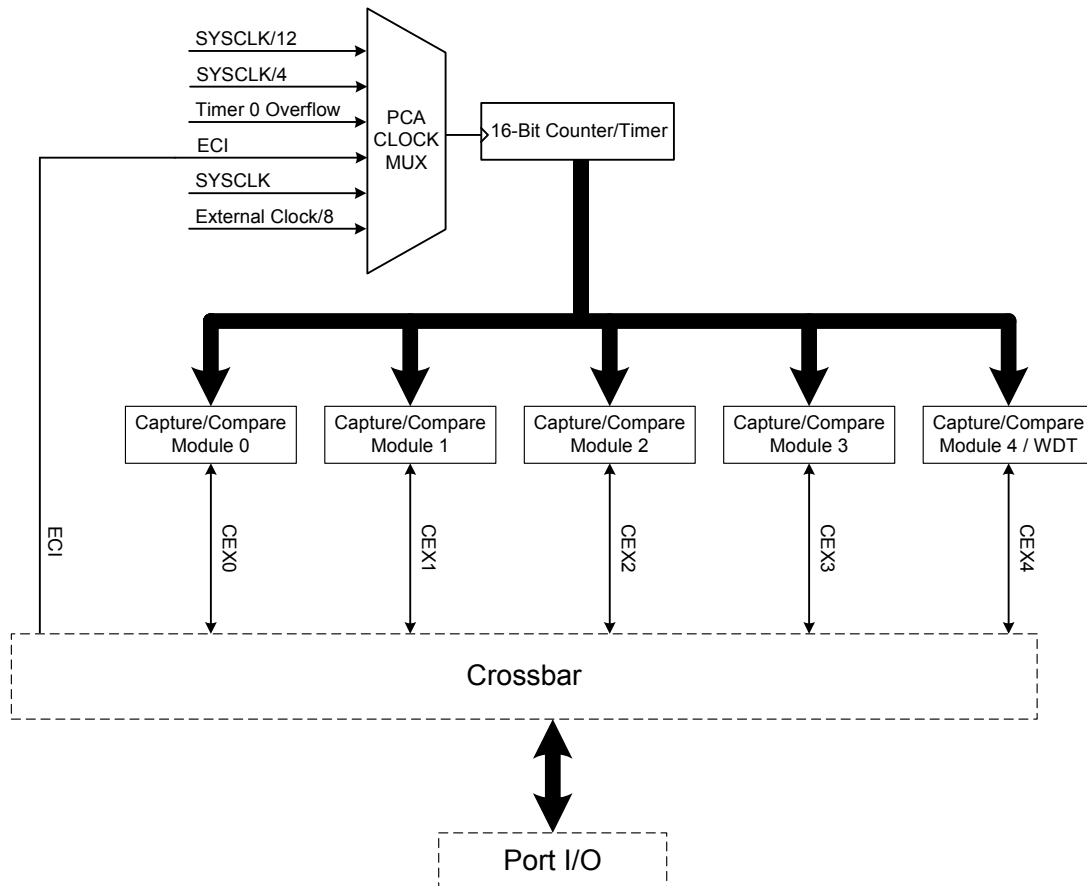 SYSCLK/12
SYSCLK/4
Timer 0 Overflow
ECI
SYSCLK
External Clock/8
PCA
CLOCK
MUX
16-Bit Counter/Timer
Capture/Compare
Module 0
Capture/Compare
Module 1
Capture/Compare
Module 2
Capture/Compare
Module 3
Capture/Compare
Module 4 / WDT
ECI
CEX0
CEX1
CEX2
CEX3
CEX4
Crossbar
Port I/O